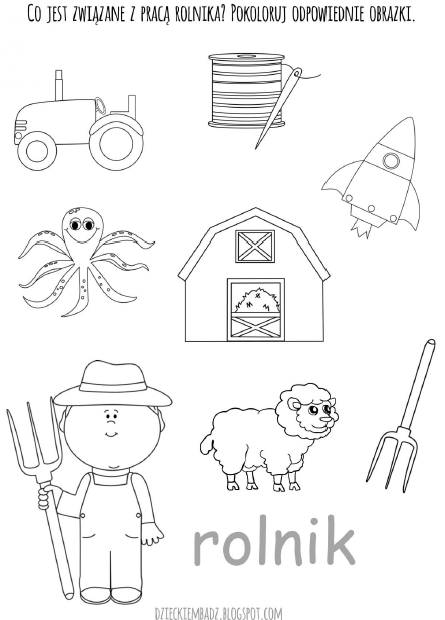 Co jest związane z pracą rolnika? Pokoloruj odpowiednie obrazki.
rolnik
dzieckiembadz.blogspot.com